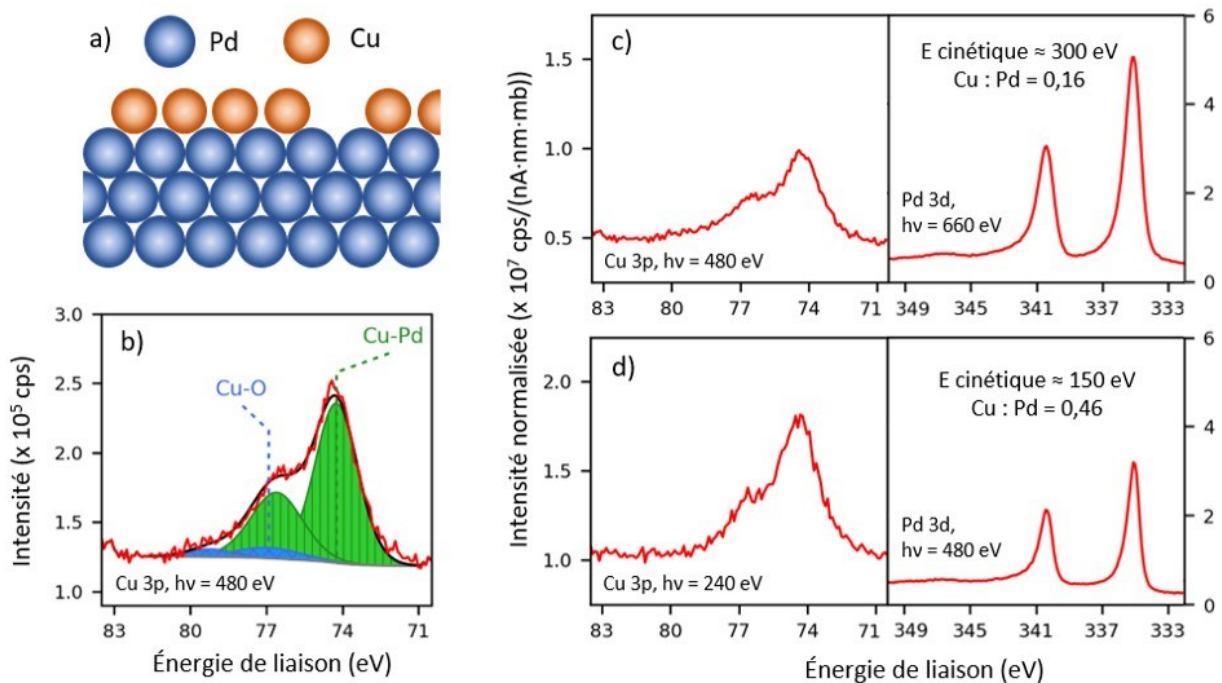 a)
Pd
Cu
b)
3.0
2.5
2.0
1.5
1.0
Intensité (x 10⁵ cps)
Cu-Pd
Cu-O
Cu 3p, hν = 480 eV
83 80 77 74 71
Énergie de liaison (eV)
Intensité normalisée (x 10⁷ cps/(nA·nm·mb))
c)
1.5
1.0
0.5
Cu 3p, hν = 480 eV
83 80 77 74 71
E cinétique ≈ 300 eV
Cu : Pd = 0,16
Pd 3d,
hν = 660 eV
6
4
2
0
349 345 341 337 333
d)
2.0
1.5
1.0
Cu 3p, hν = 240 eV
83 80 77 74 71
E cinétique ≈ 150 eV
Cu : Pd = 0,46
Pd 3d,
hν = 480 eV
6
4
2
0
349 345 341 337 333
Énergie de liaison (eV)